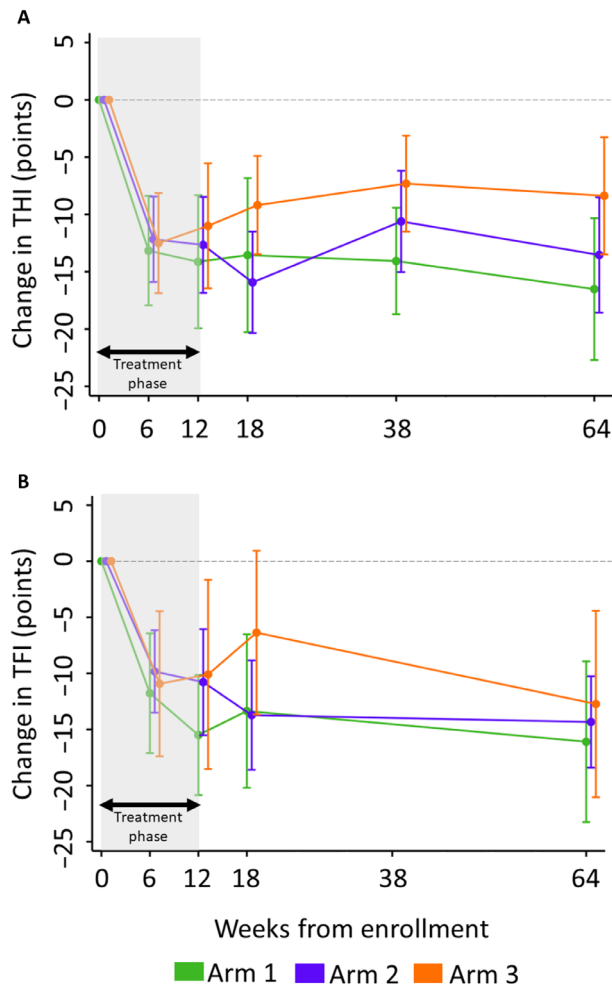 A
Change in THI (points)
5
0
−5
−10
−15
−20
−25
Treatment
phase
0 6 12 18 38 64
B
Change in TFI (points)
5
0
−5
−10
−15
−20
−25
Treatment
phase
0 6 12 18 38 64
Weeks from enrollment
Arm 1 Arm 2 Arm 3